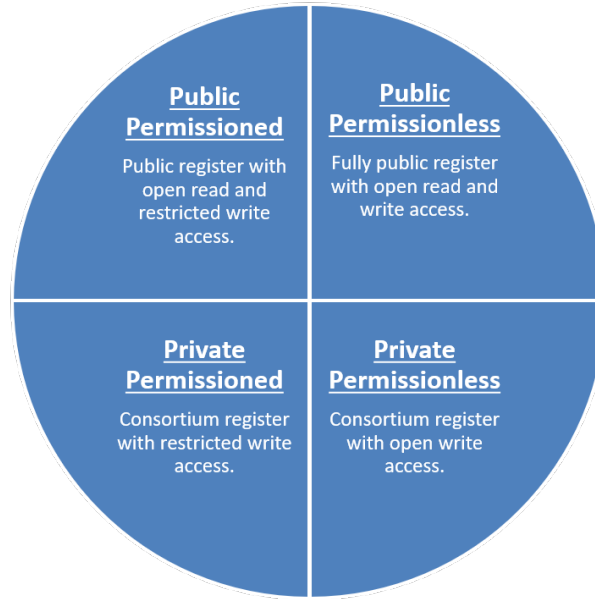 Public
Permissioned
Public register with
open read and
restricted write
access.
Public
Permissionless
Fully public register
with open read and
write access.
Private
Permissioned
Consortium register
with restricted write
access.
Private
Permissionless
Consortium register
with open write
access.